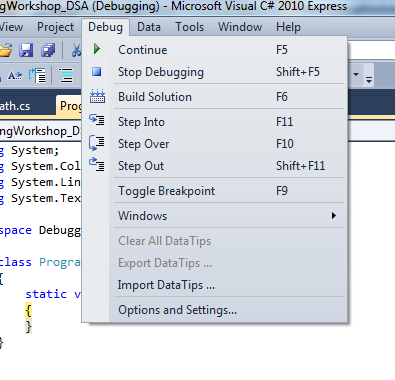 ngWorkshop_DSA (Debugging) - Microsoft Visual C# 2010 Express
View Project Debug Data Tools Window Help
Continue F5
Stop Debugging Shift+F5
Build Solution F6
Step Into F11
Step Over F10
Step Out Shift+F11
Toggle Breakpoint F9
Windows
Clear All DataTips
Export DataTips ...
Import DataTips ...
Options and Settings...
ath.cs Prog
ngWorkshop_DS
g System;
g System.Col
g System.Lin
g System.Tex
space Debugg
class Progra
{
static v
{
}
}